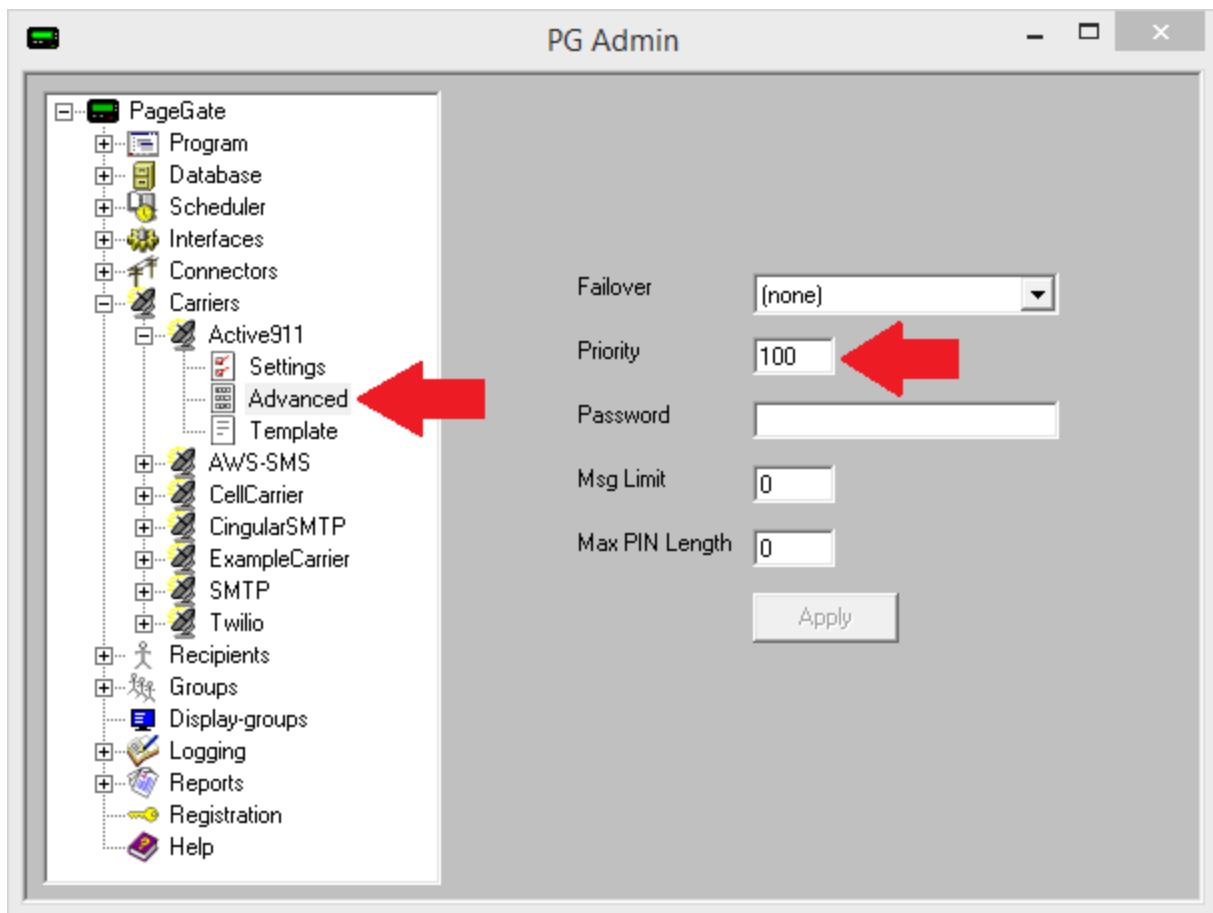 PG Admin
PageGate
Program
Database
Scheduler
Interfaces
Connectors
Carriers
Active911
Settings
Advanced
Template
AWS-SMS
CellCarrier
CingularSMTP
ExampleCarrier
SMTP
Twilio
Recipients
Groups
Display-groups
Logging
Reports
Registration
Help
Failover (none)
Priority 100
Password
Msg Limit 0
Max PIN Length 0
Apply